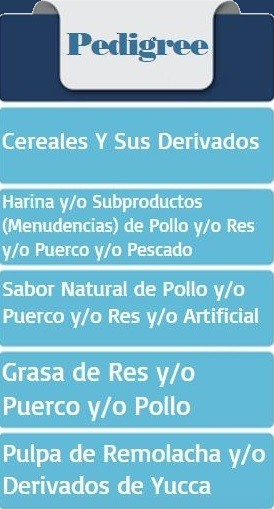 Pedigree
Cereales Y Sus Derivados
Harina y/o Subproductos
(Menudencias) de Pollo y/o Res
y/o Puerco y/o Pescado
Sabor Natural de Pollo y/o
Puerco y/o Res y/o Artificial
Grasa de Res y/o
Puerco y/o Pollo
Pulpa de Remolacha y/o
Derivados de Yucca